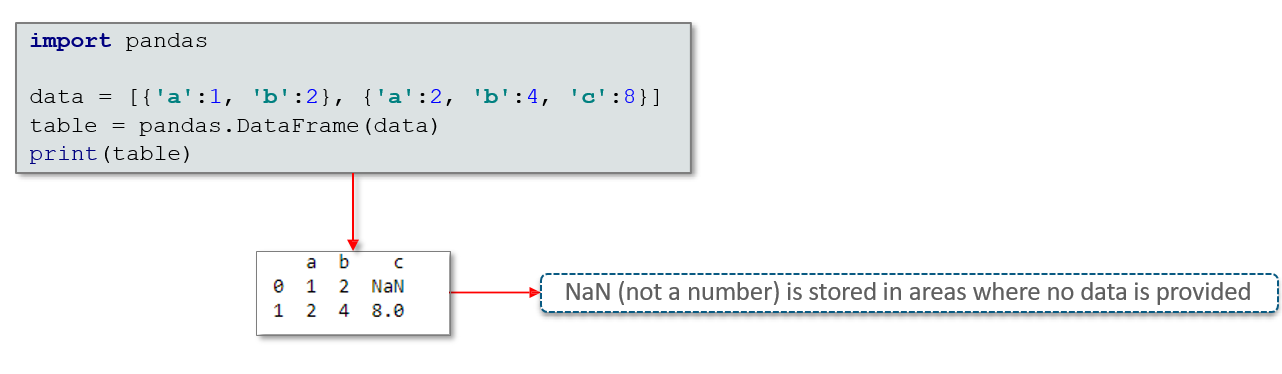 import pandas
data = [{'a':1, 'b':2}, {'a':2, 'b':4, 'c':8}]
table = pandas.DataFrame(data)
print(table)
a b c
0 1 2 NaN
1 2 4 8.0
NaN (not a number) is stored in areas where no data is provided